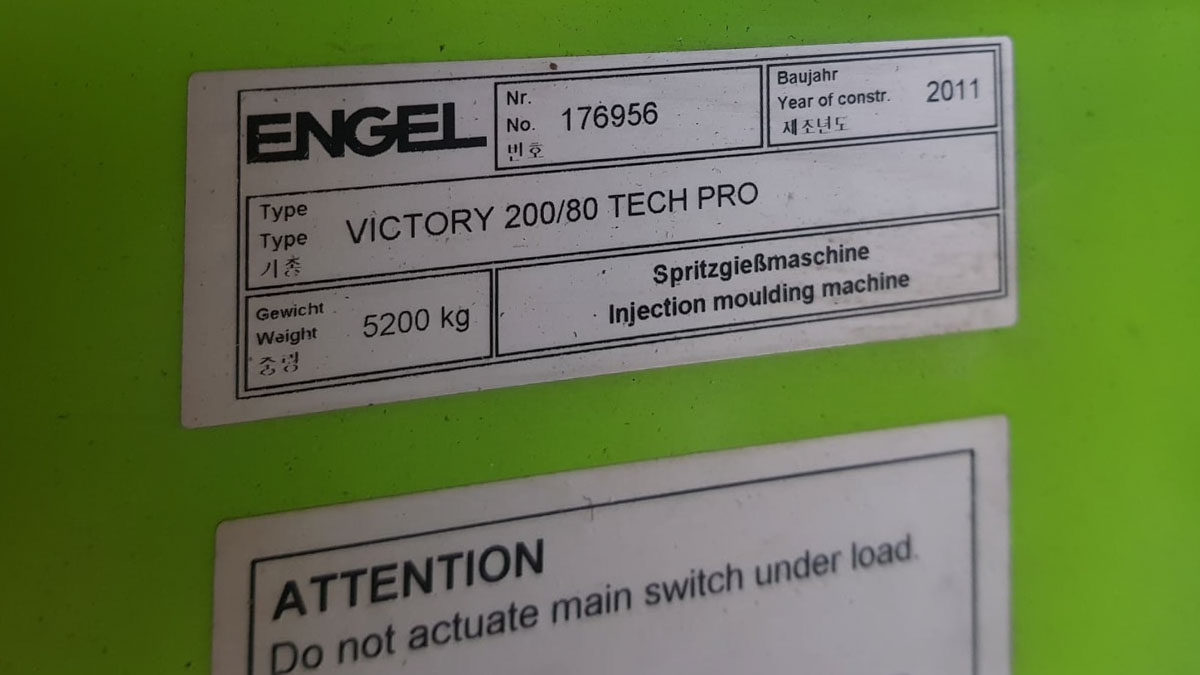 ENGEL
Nr.
No. 176956
번호
Baujahr
Year of constr. 2011
제조년도
Type
Type VICTORY 200/80 TECH PRO
기종
Gewicht
Weight 5200 kg
중량
Spritzgießmaschine
Injection moulding machine
ATTENTION
Do not actuate main switch under load.